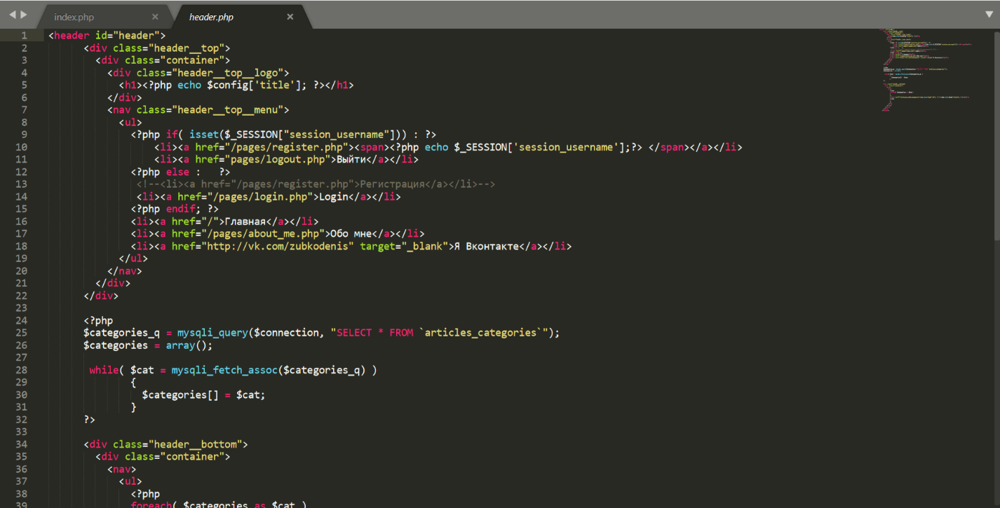 index.php
header.php
1 <header id="header">
2 <div class="header__top">
3 <div class="container">
4 <div class="header__top__logo">
5 <h1><?php echo $config['title']; ?></h1>
6 </div>
7 <nav class="header__top__menu">
8 <ul>
9 <?php if( isset($_SESSION["session_username"])) : ?>
10 <li><a href="/pages/register.php"><span><?php echo $_SESSION['session_username'];?> </span></a></li>
11 <li><a href="pages/logout.php">Выйти</a></li>
12 <?php else :   ?>
13 <!--<li><a href="/pages/register.php">Регистрация</a></li>-->
14 <li><a href="/pages/login.php">Login</a></li>
15 <?php endif; ?>
16 <li><a href="/">Главная</a></li>
17 <li><a href="/pages/about_me.php">Обо мне</a></li>
18 <li><a href="http://vk.com/zubkodenis" target="_blank">Я Вконтакте</a></li>
19 </ul>
20 </nav>
21 </div>
22 </div>
23
24 <?php
25 $categories_q = mysqli_query($connection, "SELECT * FROM `articles_categories`");
26 $categories = array();
27
28 while( $cat = mysqli_fetch_assoc($categories_q) )
29 {
30 $categories[] = $cat;
31 }
32 ?>
33
34 <div class="header__bottom">
35 <div class="container">
36 <nav>
37 <ul>
38 <?php
39 foreach( $categories as $cat )